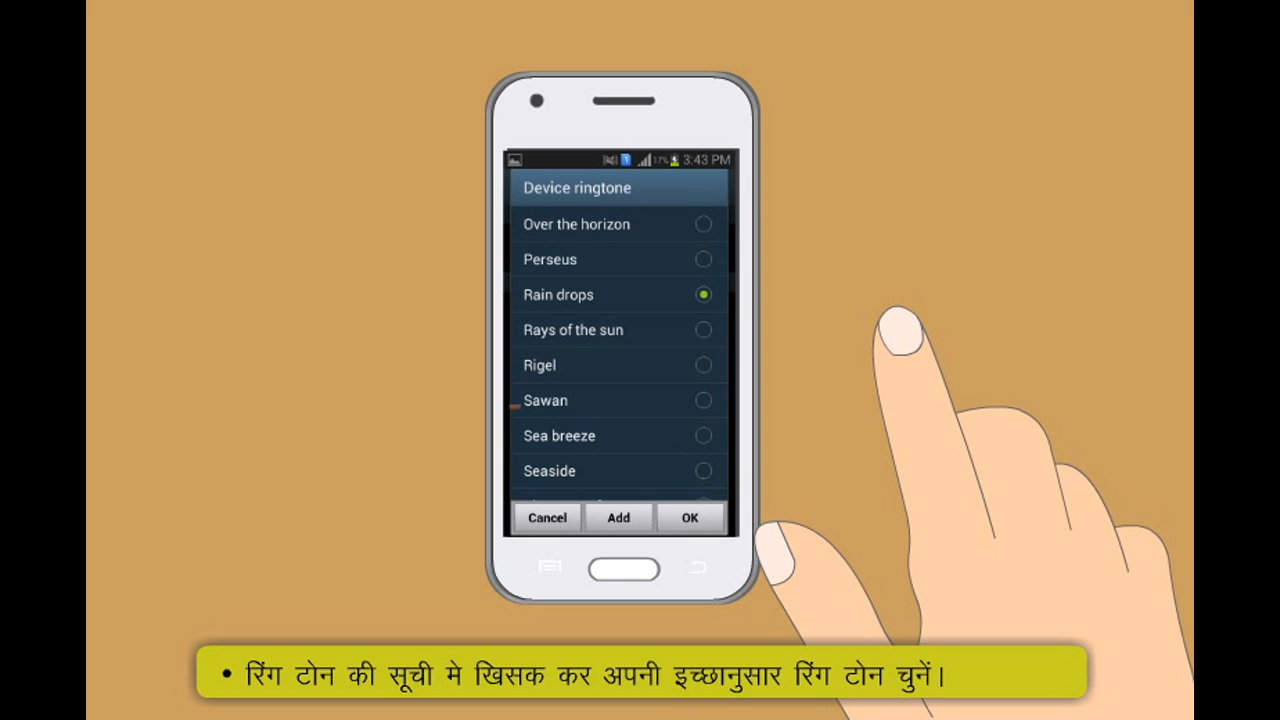 17% 3:43 PM
Device ringtone
Over the horizon
Perseus
Rain drops
Rays of the sun
Rigel
Sawan
Sea breeze
Seaside
Cancel Add OK
• रिंग टोन की सूची मे खिसक कर अपनी इच्छानुसार रिंग टोन चुनें।